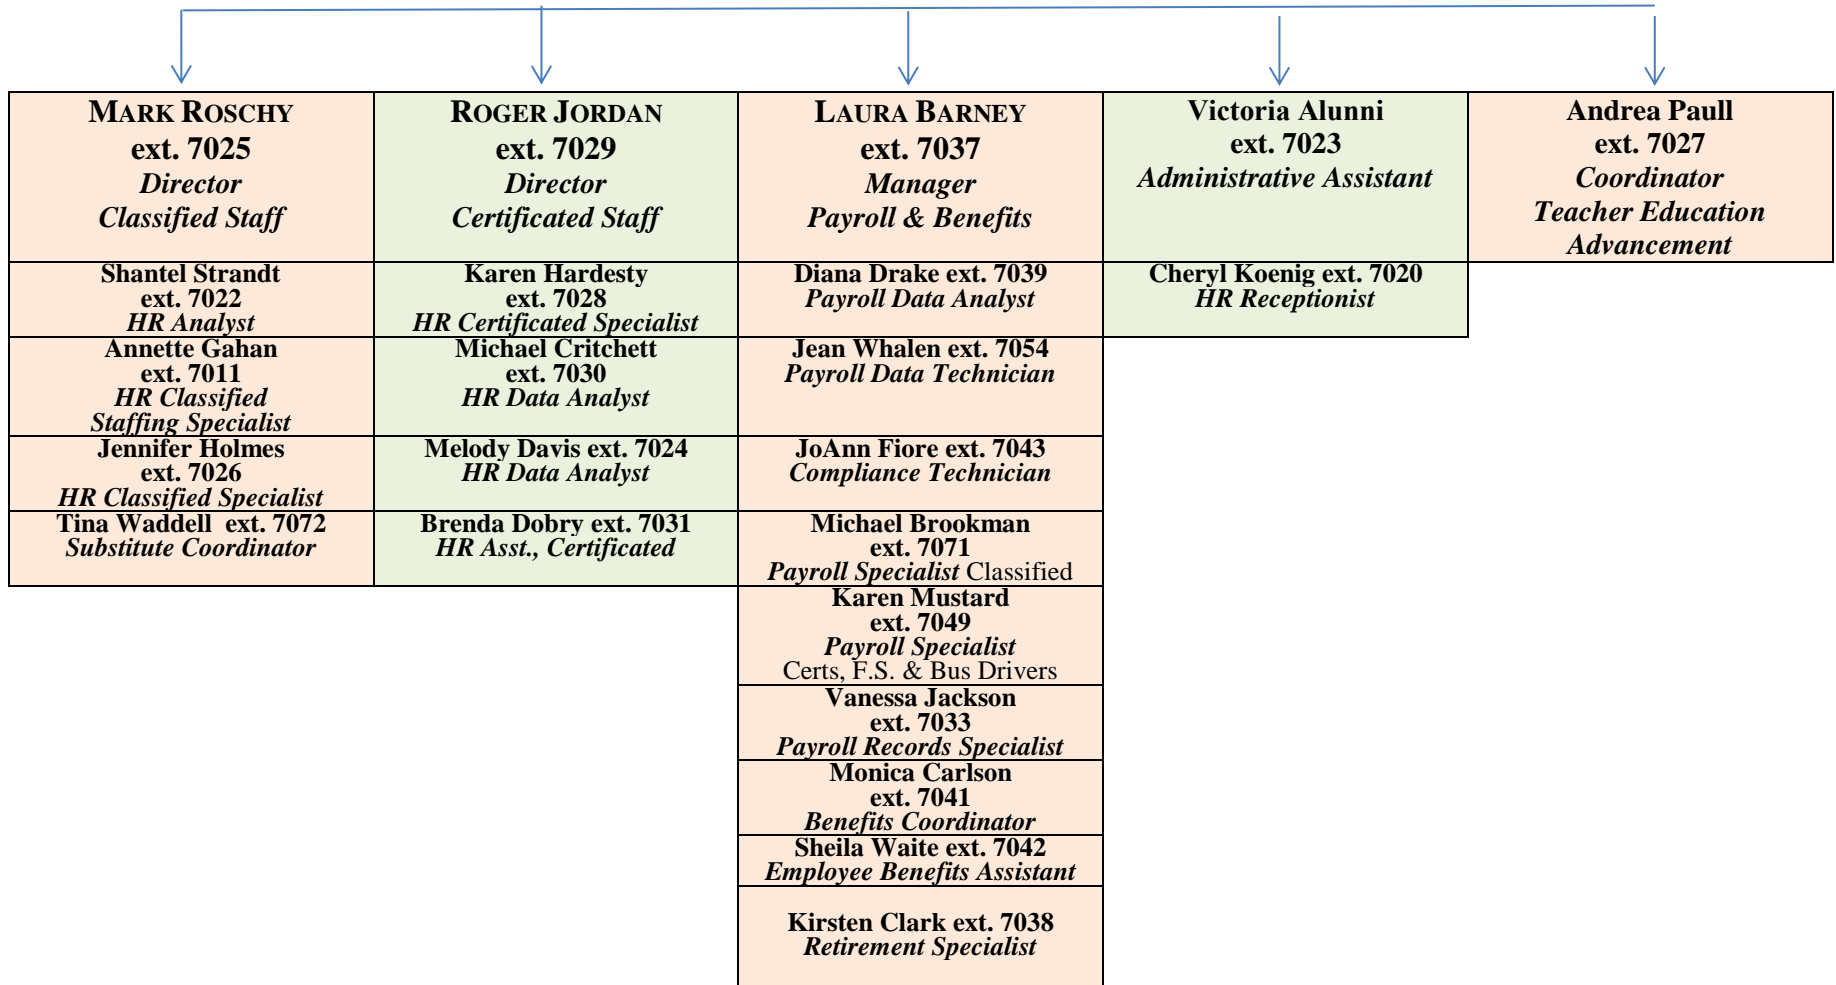 MARK ROSCHY
ext. 7025
Director
Classified Staff
Shantel Strandt
ext. 7022
HR Analyst
Annette Gahan
ext. 7011
HR Classified
Staffing Specialist
Jennifer Holmes
ext. 7026
HR Classified Specialist
Tina Waddell ext. 7072
Substitute Coordinator
ROGER JORDAN
ext. 7029
Director
Certificated Staff
Karen Hardesty
ext. 7028
HR Certificated Specialist
Michael Critchett
ext. 7030
HR Data Analyst
Melody Davis ext. 7024
HR Data Analyst
Brenda Dobry ext. 7031
HR Asst., Certificated
LAURA BARNEY
ext. 7037
Manager
Payroll & Benefits
Diana Drake ext. 7039
Payroll Data Analyst
Jean Whalen ext. 7054
Payroll Data Technician
JoAnn Fiore ext. 7043
Compliance Technician
Michael Brookman
ext. 7071
Payroll Specialist Classified
Karen Mustard
ext. 7049
Payroll Specialist
Certs, F.S. & Bus Drivers
Vanessa Jackson
ext. 7033
Payroll Records Specialist
Monica Carlson
ext. 7041
Benefits Coordinator
Sheila Waite ext. 7042
Employee Benefits Assistant
Kirsten Clark ext. 7038
Retirement Specialist
Victoria Alunni
ext. 7023
Administrative Assistant
Cheryl Koenig ext. 7020
HR Receptionist
Andrea Paull
ext. 7027
Coordinator
Teacher Education
Advancement